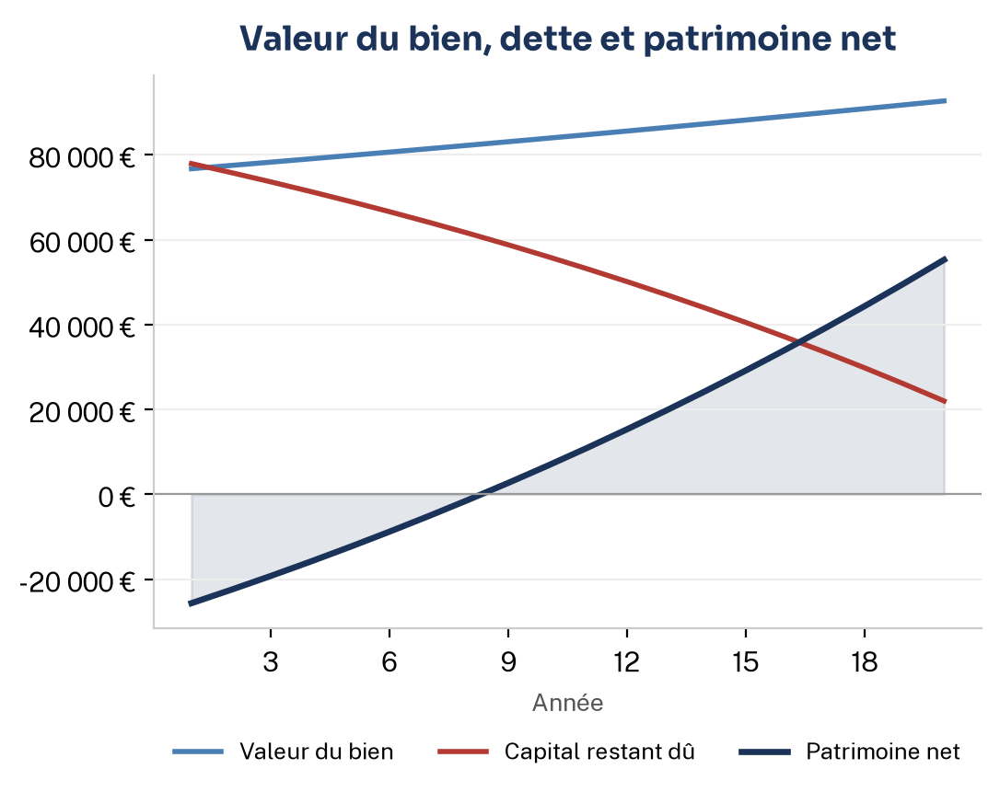 Valeur du bien, dette et patrimoine net
80 000 €
60 000 €
40 000 €
20 000 €
0 €
-20 000 €
3 6 9 12 15 18
Année
Valeur du bien Capital restant dû Patrimoine net